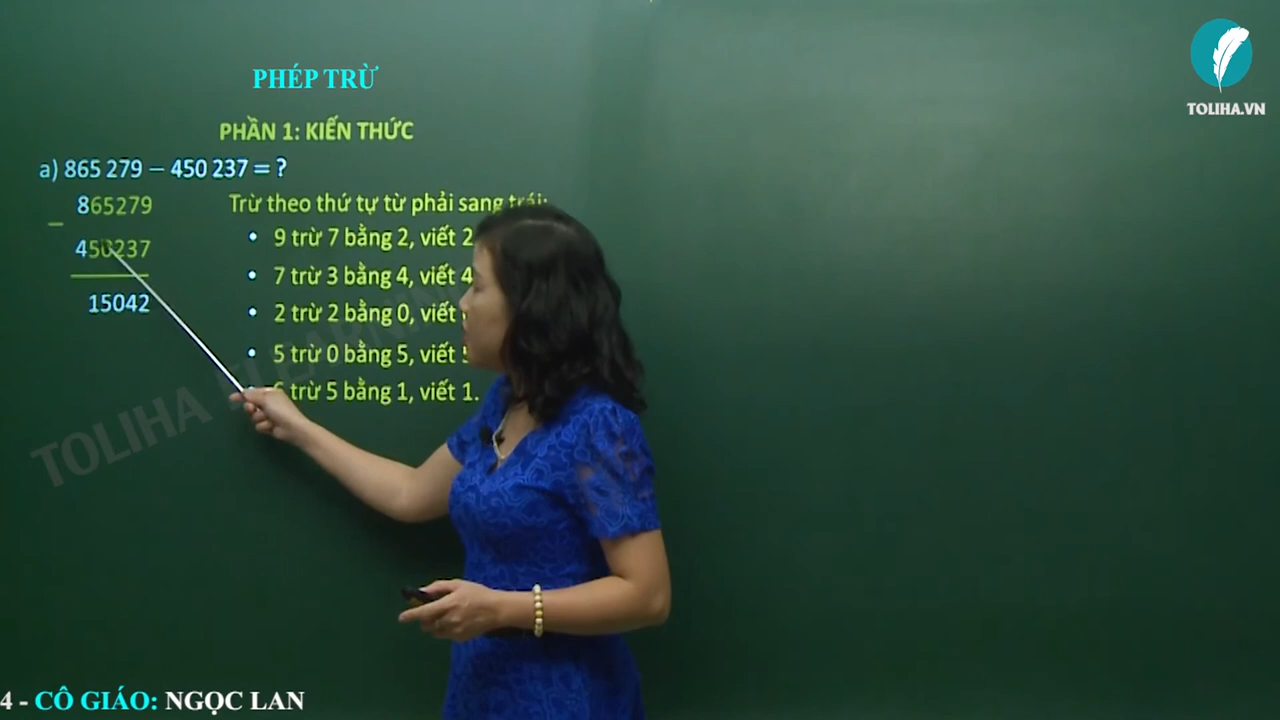 PHÉP TRỪ
TOLIHA.VN
PHẦN 1: KIẾN THỨC
a) 865 279 – 450 237 = ?
865279
–
450237
15042
Trừ theo thứ tự từ phải sang trái:
• 9 trừ 7 bằng 2, viết 2
• 7 trừ 3 bằng 4, viết 4
• 2 trừ 2 bằng 0, viết
• 5 trừ 0 bằng 5, viết 5
• 6 trừ 5 bằng 1, viết 1.
TOLIHA
4 - CÔ GIÁO: NGỌC LAN